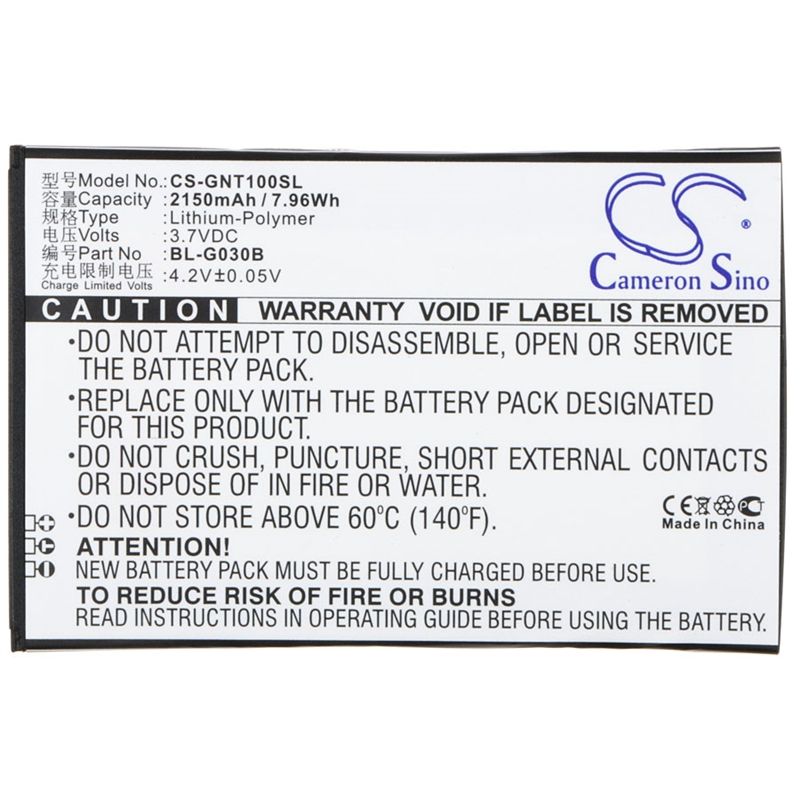 型号Model No.: CS-GNT100SL
容量Capacity: 2150mAh / 7.96Wh
规格Type: Lithium-Polymer
电压Volts: 3.7VDC
编号Part No: BL-G030B
充电限制电压: 4.2V±0.05V
Charge Limited Volts
CS ®
Cameron Sino
CAUTION WARRANTY VOID IF LABEL IS REMOVED
•DO NOT ATTEMPT TO DISASSEMBLE, OPEN OR SERVICE
THE BATTERY PACK.
•REPLACE ONLY WITH THE BATTERY PACK DESIGNATED
FOR THIS PRODUCT.
•DO NOT CRUSH, PUNCTURE, SHORT EXTERNAL CONTACTS
OR DISPOSE OF IN FIRE OR WATER.
•DO NOT STORE ABOVE 60°C (140°F).
CE
Made In China
ATTENTION!
NEW BATTERY PACK MUST BE FULLY CHARGED BEFORE USE.
TO REDUCE RISK OF FIRE OR BURNS
READ INSTRUCTIONS OPERATING GUIDE BEFORE USING THE BATTERY.